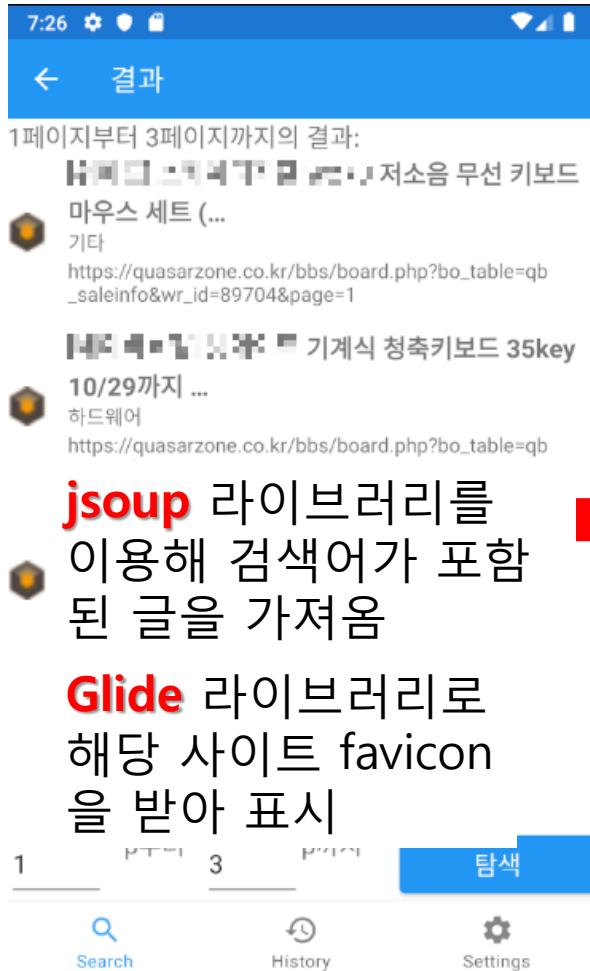 7:26
결과
1페이지부터 3페이지까지의 결과:
저소음 무선 키보드
마우스 세트 (...
기타
https://quasarzone.co.kr/bbs/board.php?bo_table=qb
_saleinfo&wr_id=89704&page=1
기계식 청축키보드 35key
10/29까지 ...
하드웨어
https://quasarzone.co.kr/bbs/board.php?bo_table=qb
jsoup 라이브러리를
이용해 검색어가 포함
된 글을 가져옴
Glide 라이브러리로
해당 사이트 favicon
을 받아 표시
1 3 탐색
Search History Settings